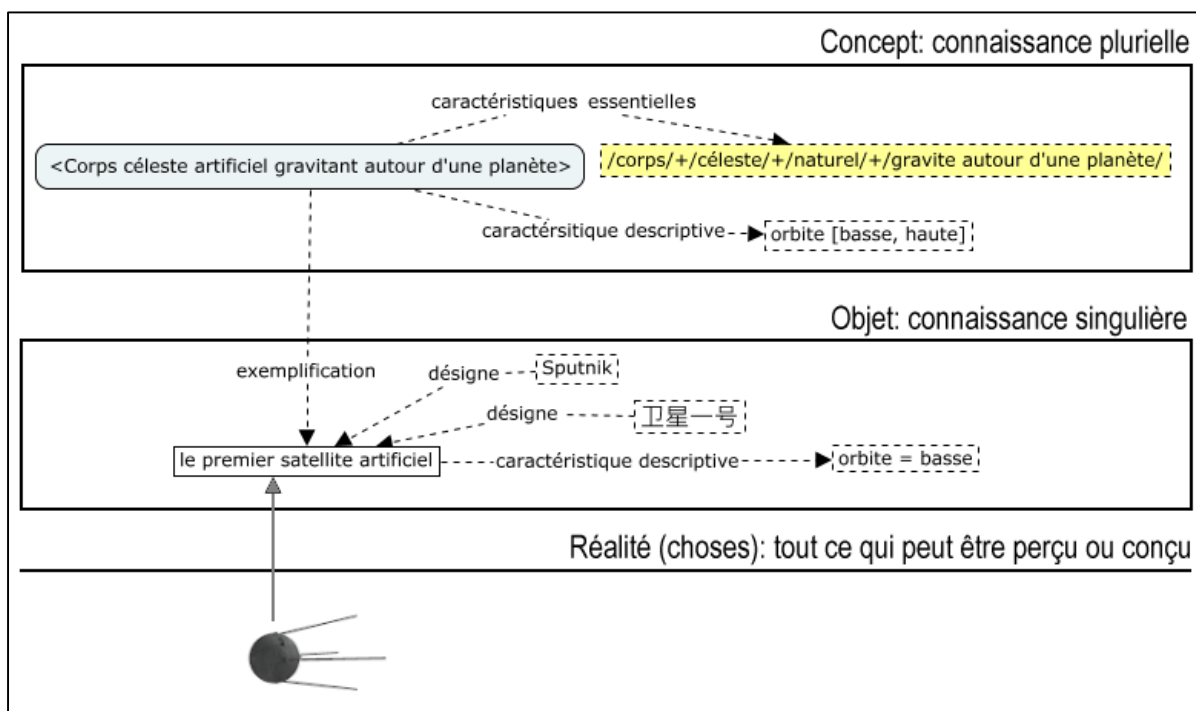 Concept: connaissance plurielle
caractéristiques essentielles
<Corps céleste artificiel gravitant autour d'une planète>
/corps/+/céleste/+/naturel/+/gravite autour d'une planète/
caractérsitique descriptive
orbite [basse, haute]
Objet: connaissance singulière
exemplification
désigne
Sputnik
désigne
卫星一号
le premier satellite artificiel
caractéristique descriptive
orbite = basse
Réalité (choses): tout ce qui peut être perçu ou conçu